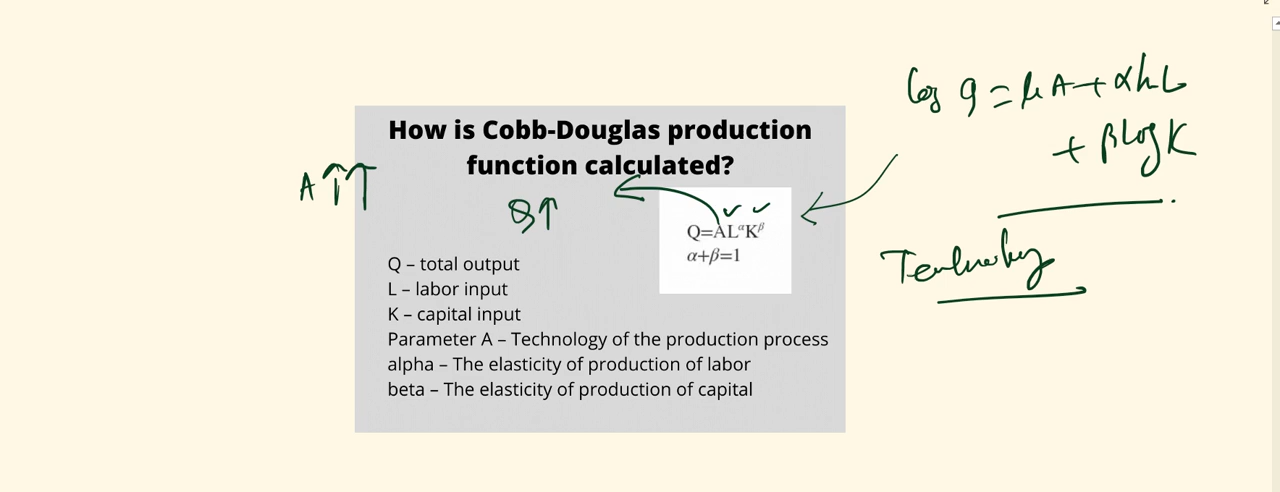 How is Cobb-Douglas production
function calculated?
A↑↑
Q↑
Q=ALᵅKᵝ
α+β=1
Q – total output
L – labor input
K – capital input
Parameter A – Technology of the production process
alpha – The elasticity of production of labor
beta – The elasticity of production of capital
log q = ln A + α ln L
+ β log K
Technology